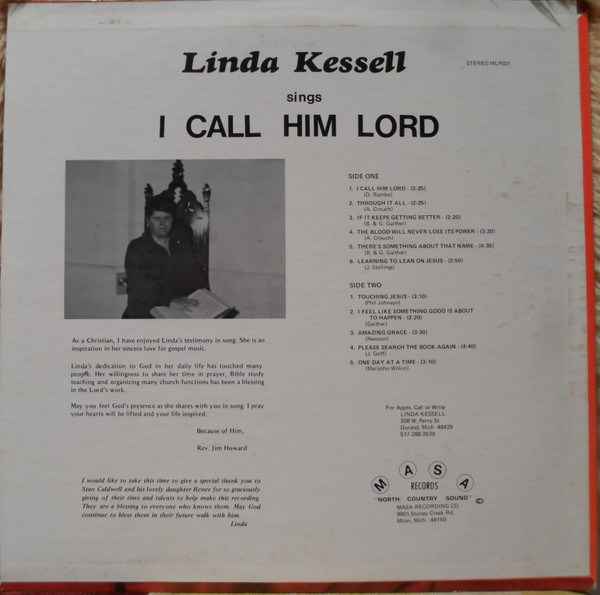 Linda Kessell
STEREO MLP021
sings
I CALL HIM LORD
SIDE ONE
1. I CALL HIM LORD - (3:25)
(D. Rambo)
2. THROUGH IT ALL - (2:25)
(A. Crouch)
3. IF IT KEEPS GETTING BETTER - (2:20)
(B. & G. Gaither)
4. THE BLOOD WILL NEVER LOSE ITS POWER - (3:20)
(A. Crouch)
5. THERE'S SOMETHING ABOUT THAT NAME - (4:35)
(B. & G. Gaither)
6. LEARNING TO LEAN ON JESUS - (2:50)
(J. Stallings)
SIDE TWO
1. TOUCHING JESUS - (3:10)
(Phil Johnson)
2. I FEEL LIKE SOMETHING GOOD IS ABOUT
TO HAPPEN - (2:20)
(Gaither)
3. AMAZING GRACE - (3:30)
(Newton)
4. PLEASE SEARCH THE BOOK AGAIN - (4:40)
(J. Goff)
5. ONE DAY AT A TIME - (3:10)
(Marijohn Wilkin)
As a Christian, I have enjoyed Linda's testimony in song. She is an
inspiration in her sincere love for gospel music.
Linda's dedication to God in her daily life has touched many
people. Her willingness to share her time in prayer, Bible study
teaching and organizing many church functions has been a blessing
in the Lord's work.
May you feel God's presence as she shares with you in song. I pray
your hearts will be lifted and your life inspired.
Because of Him,
Rev. Jim Howard
I would like to take this time to give a special thank you to
Stan Caldwell and his lovely daughter Renee for so graciously
giving of their time and talents to help make this recording.
They are a blessing to everyone who knows them. May God
continue to bless them in their future walk with him.
Linda
For Appts. Call or Write
LINDA KESSELL
208 W. Perry St
Durand, Mich 48429
517-288-3539
MASA
RECORDS
"NORTH COUNTRY SOUND"
MASA RECORDING CO.
9901 Stoney Creek Rd.
Milan, Mich. 48160